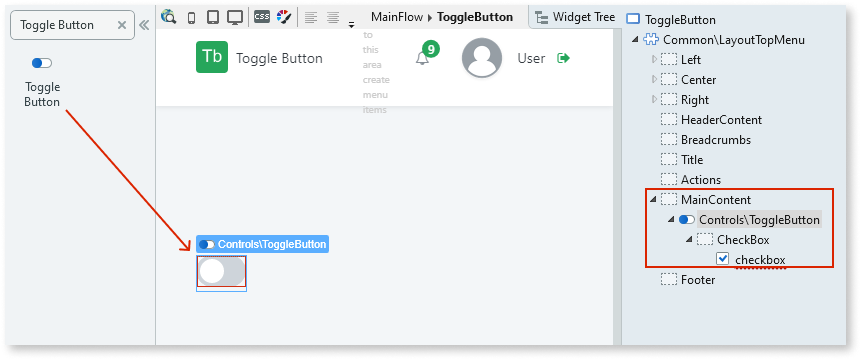 Toggle Button
Toggle
Button
CSS
MainFlow ▸ ToggleButton
Widget Tree
Tb
Toggle Button
to
this
area
create
menu
items
9
User
Controls\ToggleButton
ToggleButton
Common\LayoutTopMenu
Left
Center
Right
HeaderContent
Breadcrumbs
Title
Actions
MainContent
Controls\ToggleButton
CheckBox
checkbox
Footer